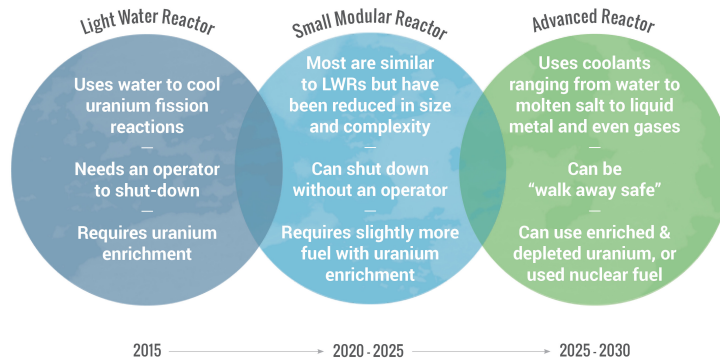 Light Water Reactor
Uses water to cool
uranium fission
reactions
Needs an operator
to shut-down
Requires uranium
enrichment
Small Modular Reactor
Most are similar
to LWRs but have
been reduced in size
and complexity
Can shut down
without an operator
Requires slightly more
fuel with uranium
enrichment
Advanced Reactor
Uses coolants
ranging from water to
molten salt to liquid
metal and even gases
Can be
“walk away safe”
Can use enriched &
depleted uranium, or
used nuclear fuel
2015
2020 - 2025
2025 - 2030